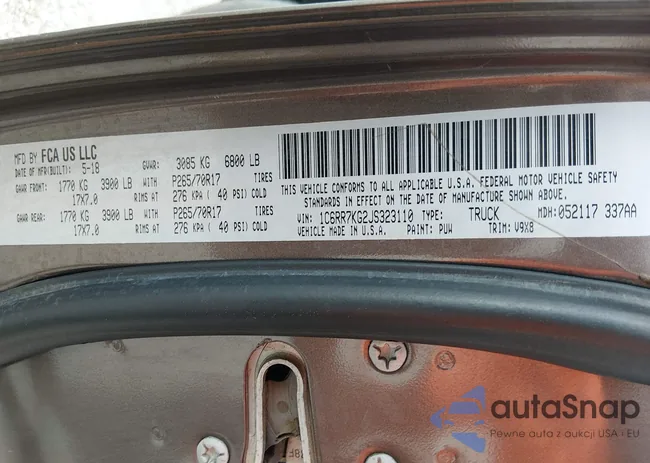 MFD BY FCA US LLC
DATE OF MFR(BUILT): 5-18 GVWR: 3085 KG 6800 LB
GAWR FRONT: 1770 KG 3900 LB WITH P265/70R17 TIRES
17X7.0 RIMS AT 276 KPA ( 40 PSI) COLD
GAWR REAR: 1770 KG 3900 LB WITH P265/70R17 TIRES
17X7.0 RIMS AT 276 KPA ( 40 PSI) COLD
THIS VEHICLE CONFORMS TO ALL APPLICABLE U.S.A. FEDERAL MOTOR VEHICLE SAFETY
STANDARDS IN EFFECT ON THE DATE OF MANUFACTURE SHOWN ABOVE.
VIN: 1C6RR7KG2JS323110 TYPE: TRUCK MDH: 052117 337AA
VEHICLE MADE IN U.S.A. PAINT: PUW TRIM: V9X8
autaSnap
Pewne auta z aukcji USA - EU